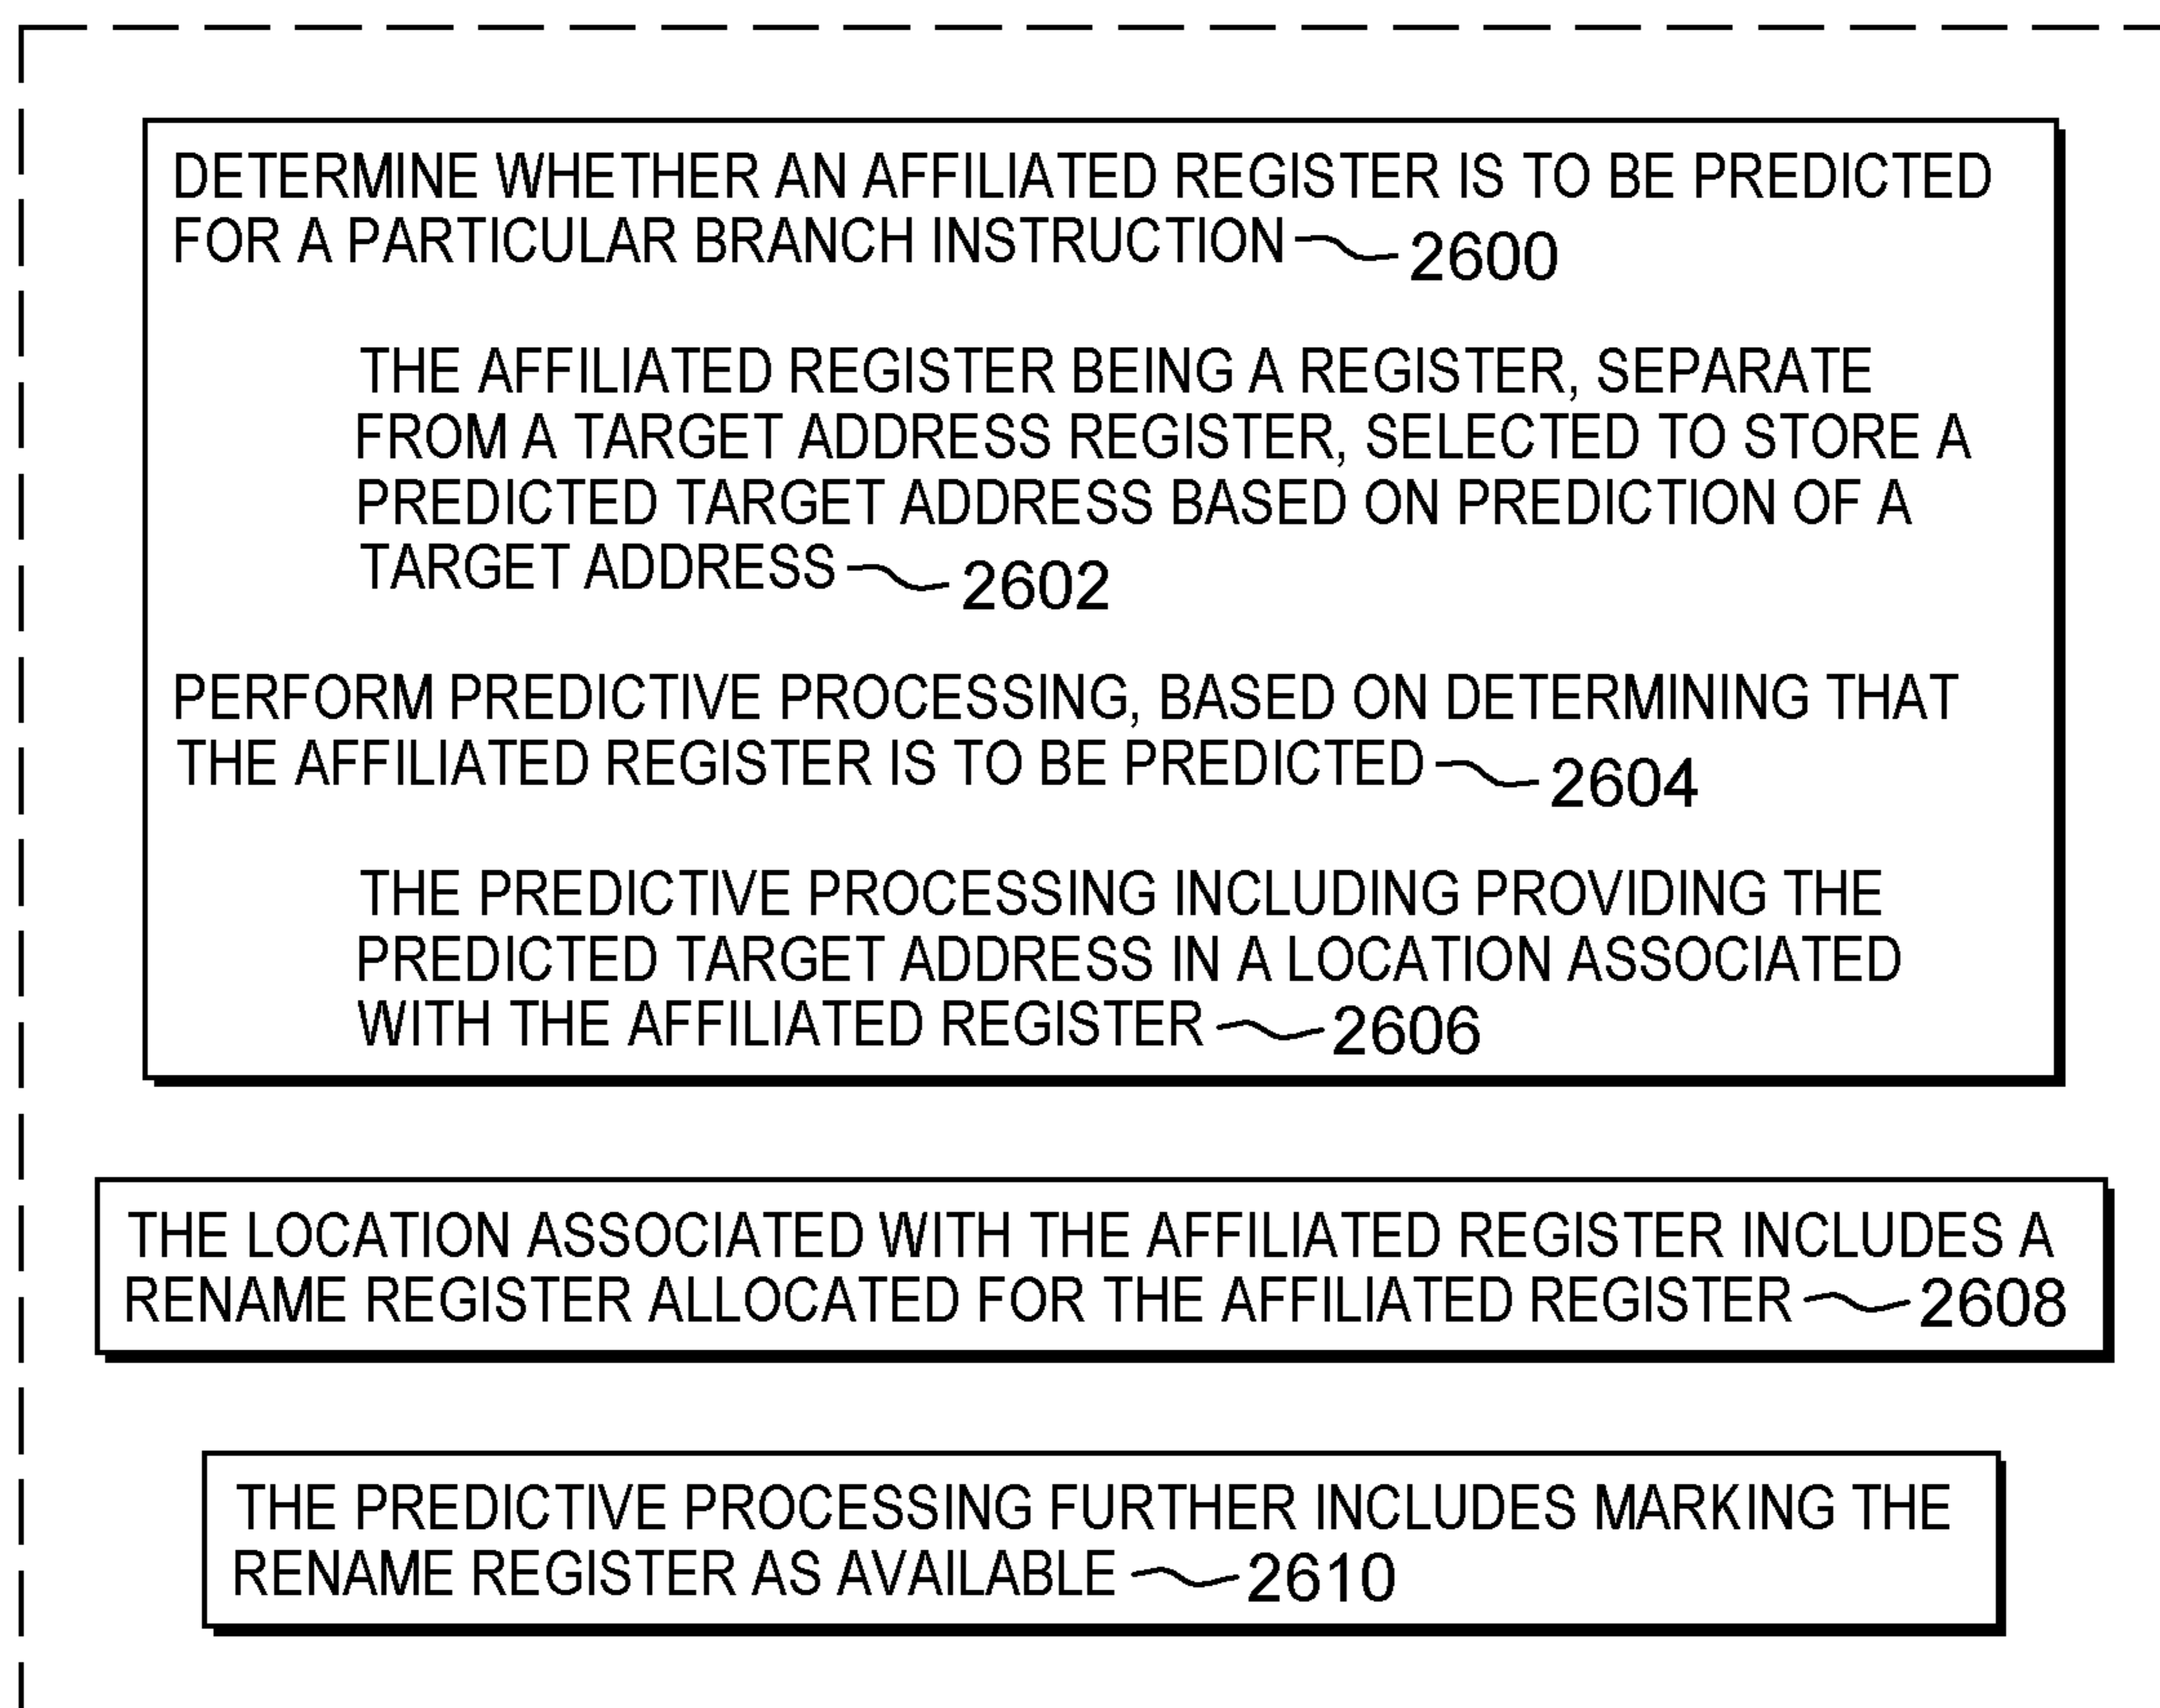 DETERMINE WHETHER AN AFFILIATED REGISTER IS TO BE PREDICTED
FOR A PARTICULAR BRANCH INSTRUCTION 2600
THE AFFILIATED REGISTER BEING A REGISTER, SEPARATE
FROM A TARGET ADDRESS REGISTER, SELECTED TO STORE A
PREDICTED TARGET ADDRESS BASED ON PREDICTION OF A
TARGET ADDRESS 2602
PERFORM PREDICTIVE PROCESSING, BASED ON DETERMINING THAT
THE AFFILIATED REGISTER IS TO BE PREDICTED 2604
THE PREDICTIVE PROCESSING INCLUDING PROVIDING THE
PREDICTED TARGET ADDRESS IN A LOCATION ASSOCIATED
WITH THE AFFILIATED REGISTER 2606
THE LOCATION ASSOCIATED WITH THE AFFILIATED REGISTER INCLUDES A
RENAME REGISTER ALLOCATED FOR THE AFFILIATED REGISTER 2608
THE PREDICTIVE PROCESSING FURTHER INCLUDES MARKING THE
RENAME REGISTER AS AVAILABLE 2610